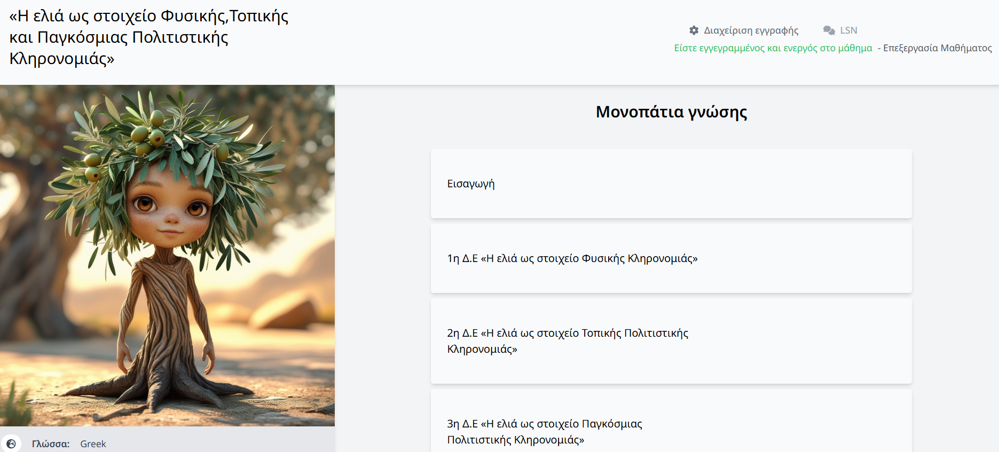 «Η ελιά ως στοιχείο Φυσικής,Τοπικής
και Παγκόσμιας Πολιτιστικής
Κληρονομιάς»
Διαχείριση εγγραφής
LSN
Είστε εγγεγραμμένος και ενεργός στο μάθημα - Επεξεργασία Μαθήματος
Μονοπάτια γνώσης
Εισαγωγή
1η Δ.Ε «Η ελιά ως στοιχείο Φυσικής Κληρονομιάς»
2η Δ.Ε «Η ελιά ως στοιχείο Τοπικής Πολιτιστικής
Κληρονομιάς»
3η Δ.Ε «Η ελιά ως στοιχείο Παγκόσμιας
Πολιτιστικής Κληρονομιάς»
Γλώσσα: Greek